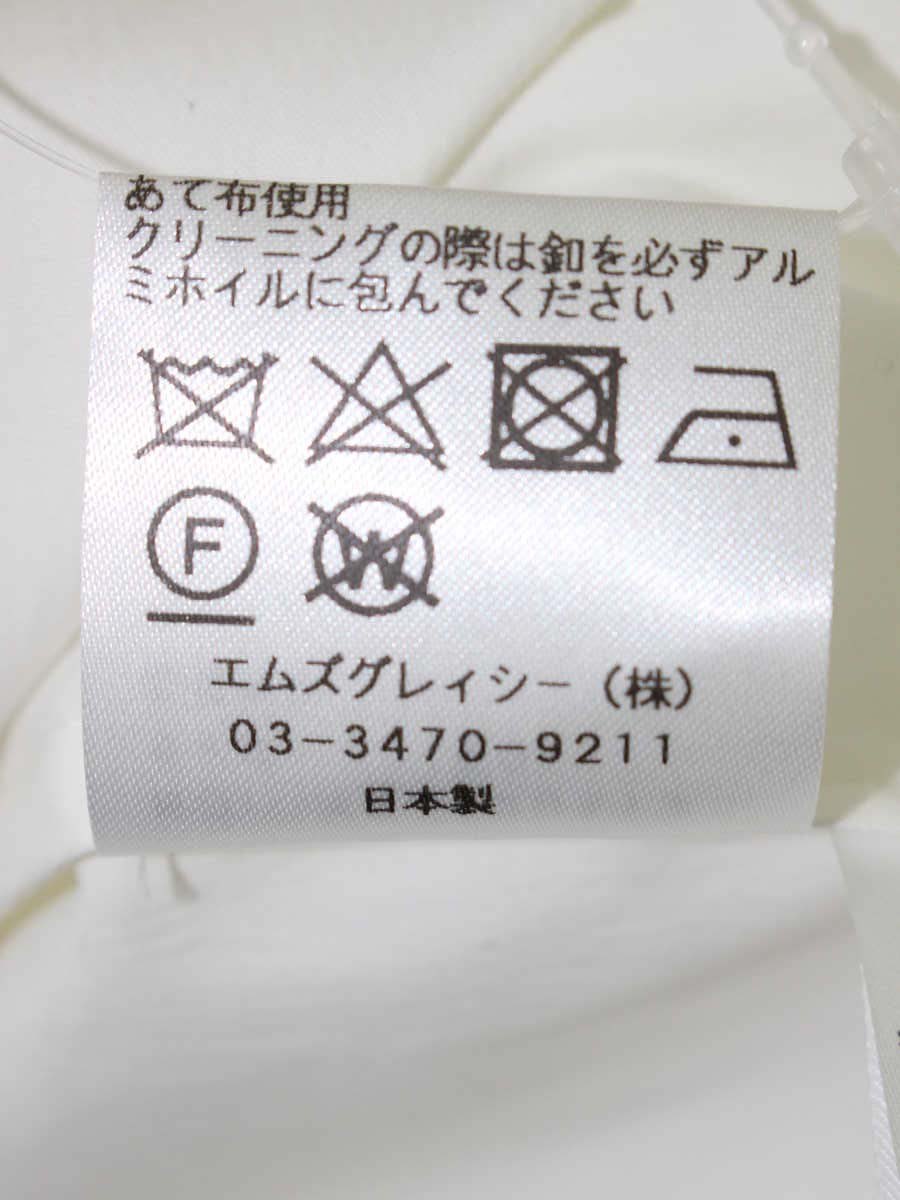 あて布使用
クリーニングの際は釦を必ずアル
ミホイルに包んでください
F W
エムズグレイシー(株)
03-3470-9211
日本製